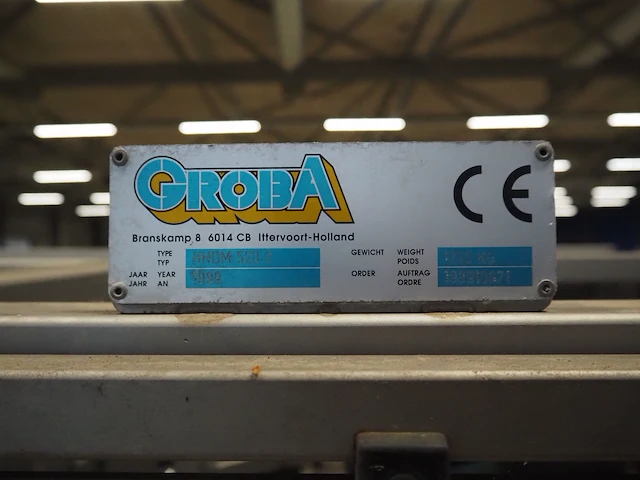 GROBA
CE
Branskamp 8 6014 CB Ittervoort-Holland
TYPE GEWICHT WEIGHT KG
TYP POIDS
JAAR YEAR ORDER AUFTRAG
JAHR AN ORDRE